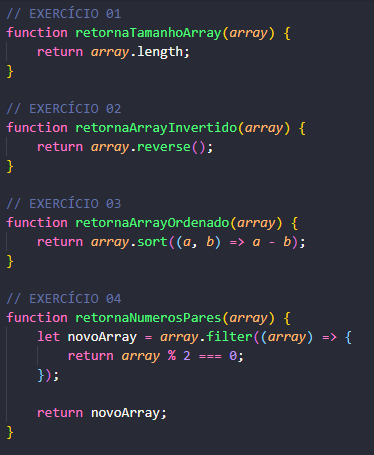 // EXERCÍCIO 01
function retornaTamanhoArray(array) {
    return array.length;
}
// EXERCÍCIO 02
function retornaArrayInvertido(array) {
    return array.reverse();
}
// EXERCÍCIO 03
function retornaArrayOrdenado(array) {
    return array.sort((a, b) => a - b);
}
// EXERCÍCIO 04
function retornaNumerosPares(array) {
    let novoArray = array.filter((array) => {
        return array % 2 === 0;
    });
    return novoArray;
}